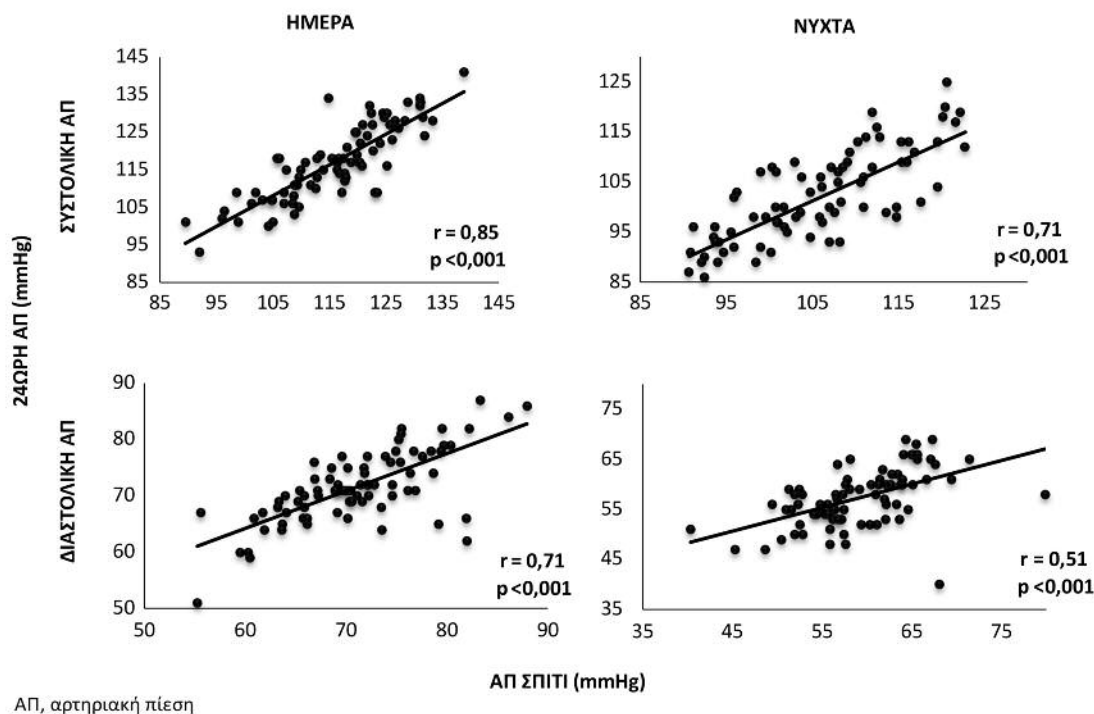 ΗΜΕΡΑ
ΝΥΧΤΑ
24ΩΡΗ ΑΠ (mmHg)
ΣΥΣΤΟΛΙΚΗ ΑΠ
145
135
125
115
105
95
85
85 95 105 115 125 135 145
r = 0,85
p <0,001
125
115
105
95
85
85 95 105 115 125
r = 0,71
p <0,001
ΔΙΑΣΤΟΛΙΚΗ ΑΠ
90
80
70
60
50
50 60 70 80 90
r = 0,71
p <0,001
75
65
55
45
35
35 45 55 65 75
r = 0,51
p <0,001
ΑΠ ΣΠΙΤΙ (mmHg)
ΑΠ, αρτηριακή πίεση